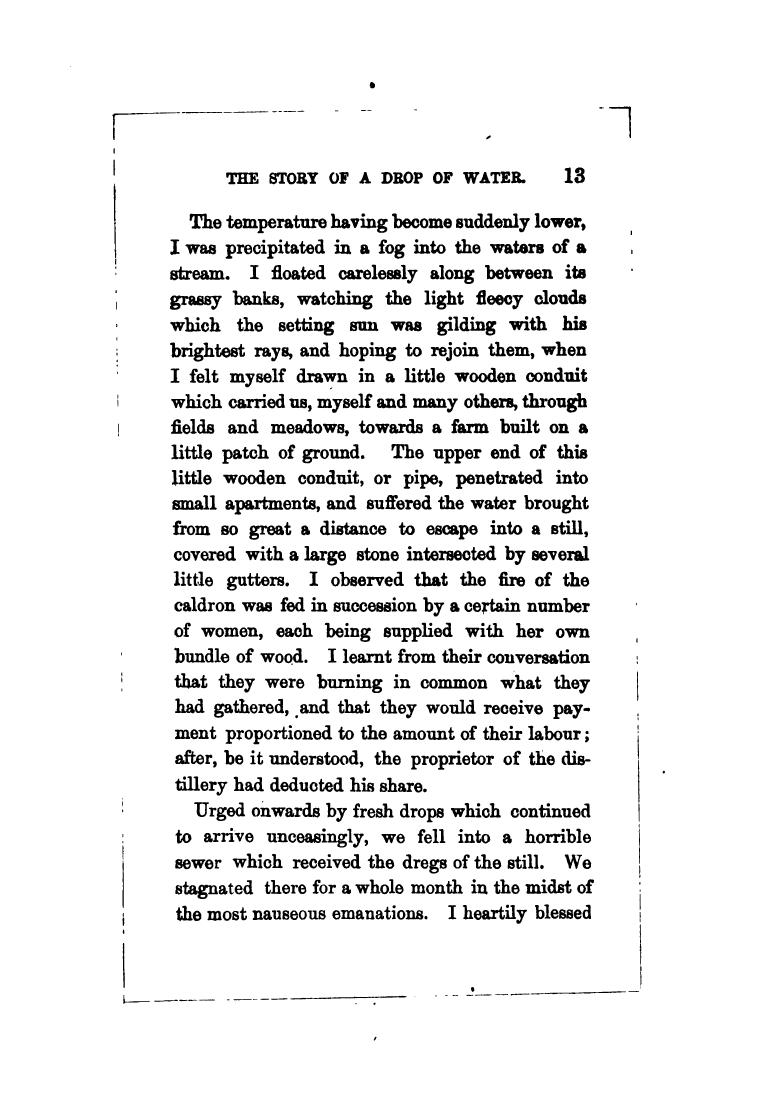 THE STORY OF A DROP OF WATER. 13
The temperature having become suddenly lower,
I was precipitated in a fog into the waters of a
stream. I floated carelessly along between its
grassy banks, watching the light fleecy clouds
which the setting sun was gilding with his
brightest rays, and hoping to rejoin them, when
I felt myself drawn in a little wooden conduit
which carried us, myself and many others, through
fields and meadows, towards a farm built on a
little patch of ground. The upper end of this
little wooden conduit, or pipe, penetrated into
small apartments, and suffered the water brought
from so great a distance to escape into a still,
covered with a large stone intersected by several
little gutters. I observed that the fire of the
caldron was fed in succession by a certain number
of women, each being supplied with her own
bundle of wood. I learnt from their conversation
that they were burning in common what they
had gathered, and that they would receive pay-
ment proportioned to the amount of their labour;
after, be it understood, the proprietor of the dis-
tillery had deducted his share.
Urged onwards by fresh drops which continued
to arrive unceasingly, we fell into a horrible
sewer which received the dregs of the still. We
stagnated there for a whole month in the midst of
the most nauseous emanations. I heartily blessed